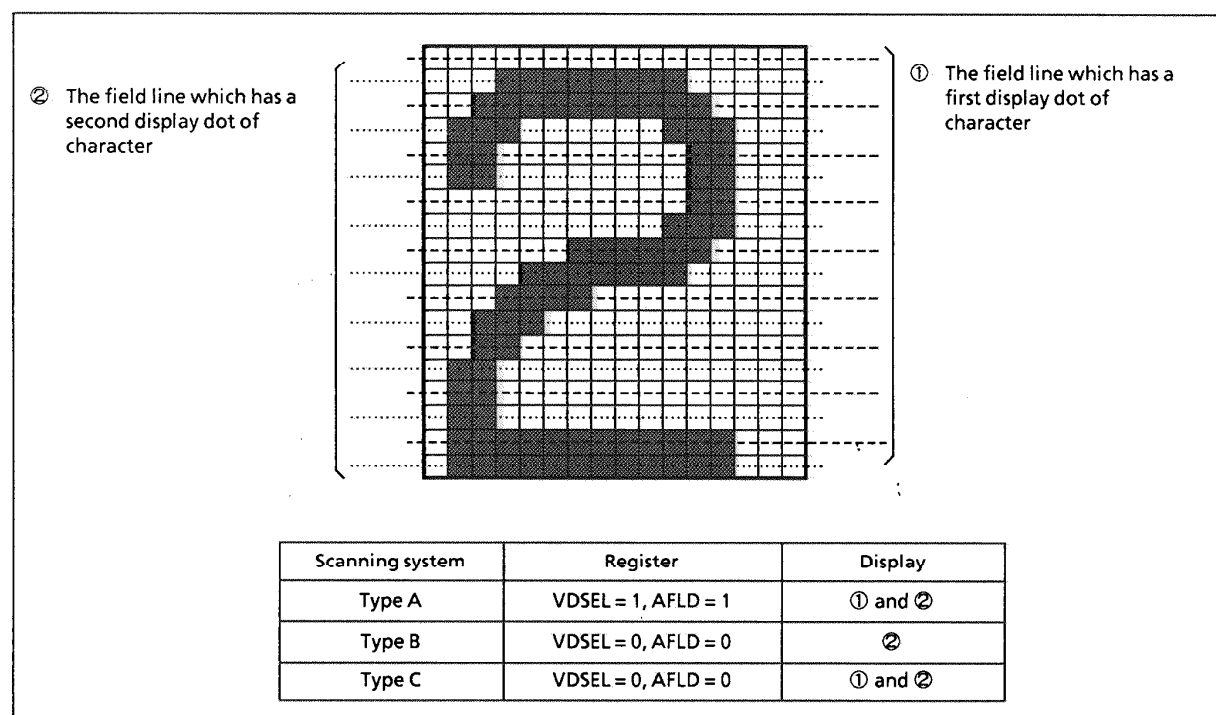 ② The field line which has a
second display dot of
character
① The field line which has a
first display dot of
character
Scanning system Register Display
Type A VDSEL = 1, AFLD = 1 ① and ②
Type B VDSEL = 0, AFLD = 0 ②
Type C VDSEL = 0, AFLD = 0 ① and ②